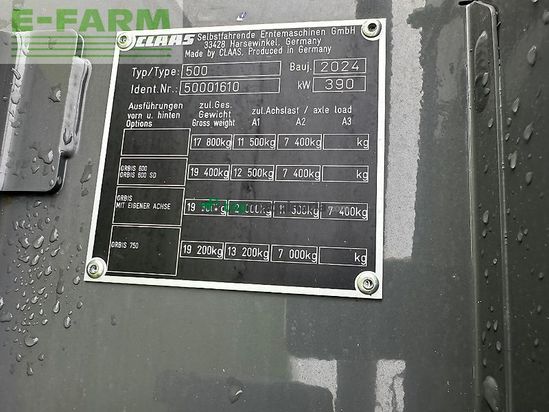 E-FARM
CLAAS Selbstfahrende Erntemaschinen GmbH
33428 Harsewinkel, Germany
Made by CLAAS, Produced in Germany
Typ/Type: 500 Bauj. 2024
Ident.Nr.: 50001610 kW 390
Ausführungen zul.Ges. zul.Achslast / axle load
vorn u. hinten Gewicht A1 A2 A3
Options Gross weight
17 800kg 11 500kg 7 400kg kg
ORBIS 600
ORBIS 600 SD 19 400kg 12 500kg 7 400kg kg
ORBIS
MIT EIGENER ACHSE 19 7 400kg
ORBIS 750 19 200kg 13 200kg 7 000kg kg